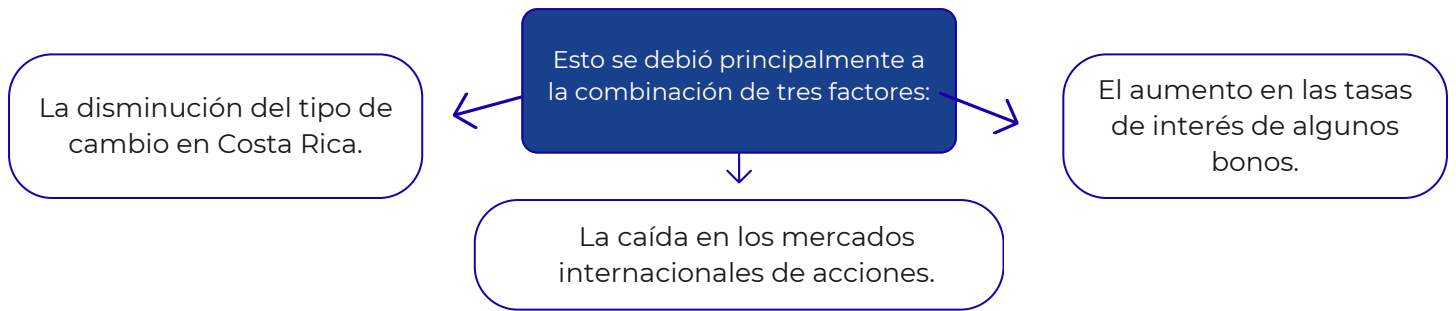 Esto se debió principalmente a
la combinación de tres factores:
La disminución del tipo de
cambio en Costa Rica.
La caída en los mercados
internacionales de acciones.
El aumento en las tasas
de interés de algunos
bonos.